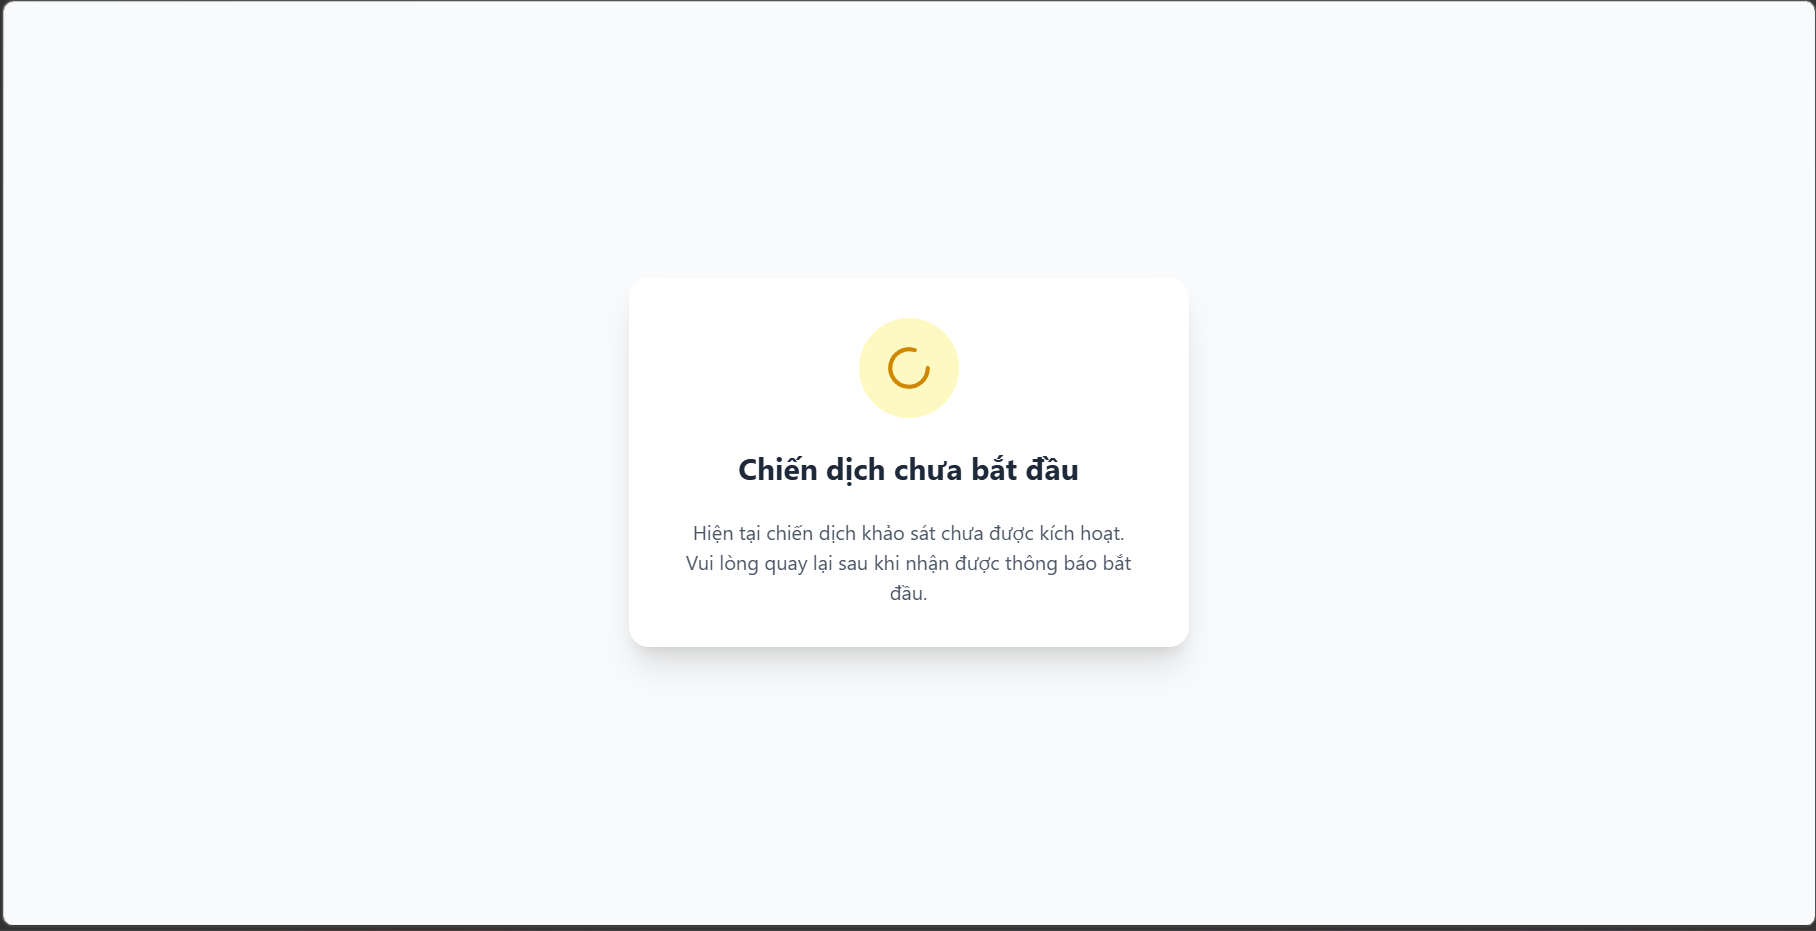 Chiến dịch chưa bắt đầu
Hiện tại chiến dịch khảo sát chưa được kích hoạt.
Vui lòng quay lại sau khi nhận được thông báo bắt
đầu.